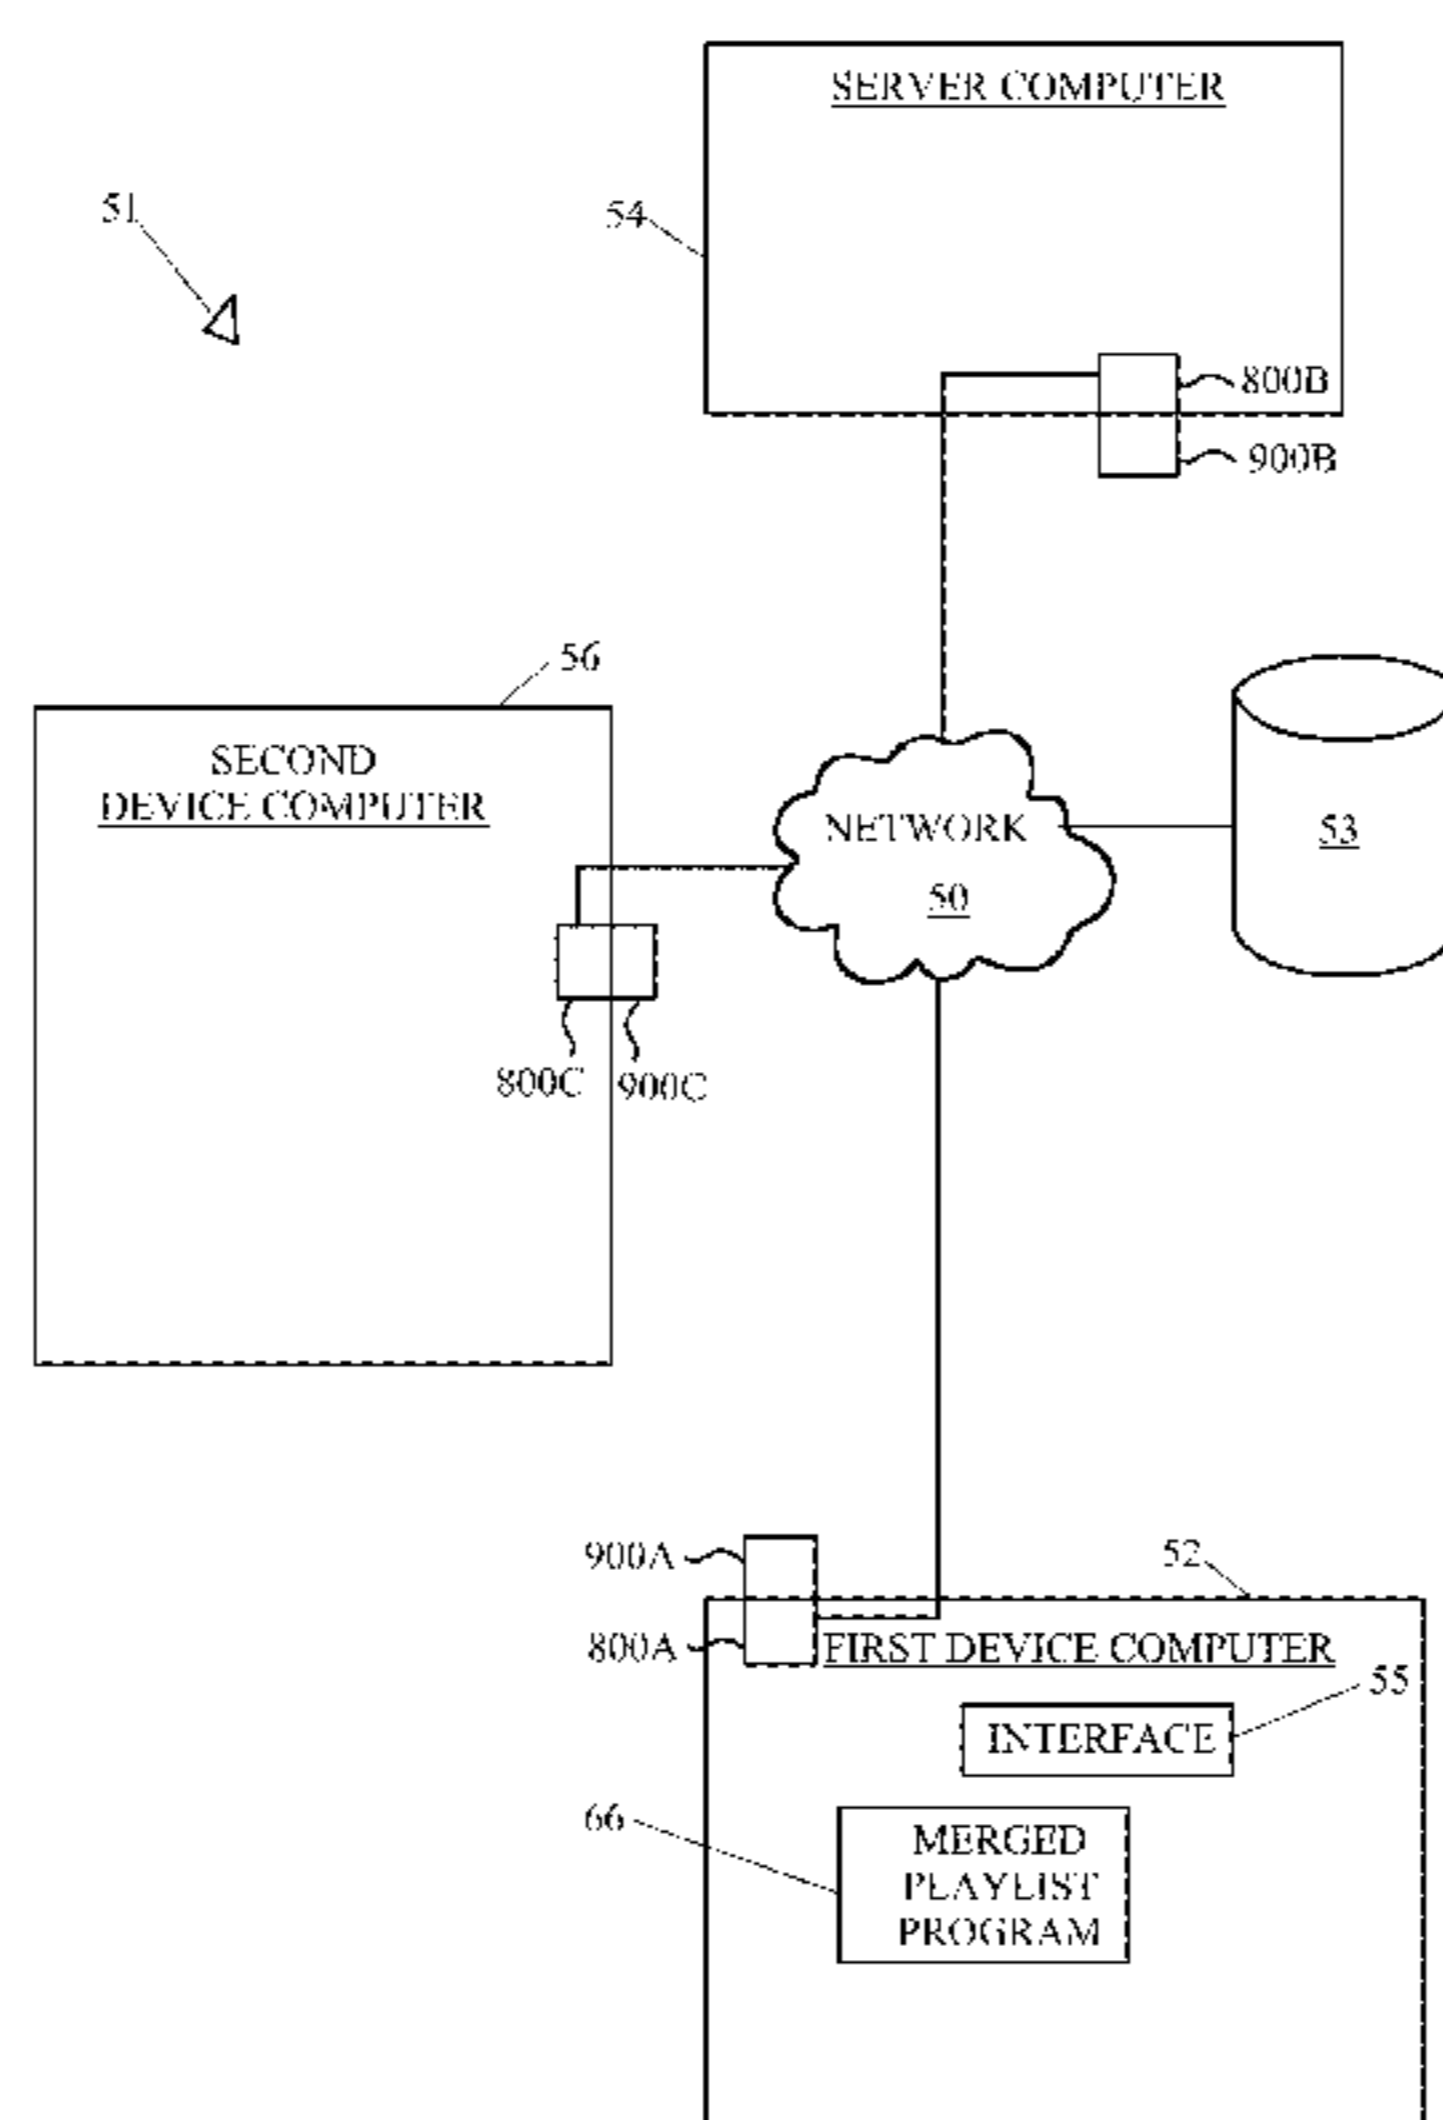 SERVER COMPUTER
51
54
800B
900B
56
SECOND
DEVICE COMPUTER
NETWORK
50
53
800C
900C
900A
52
800A
FIRST DEVICE COMPUTER
55
INTERFACE
66
MERGED
PLAYLIST
PROGRAM